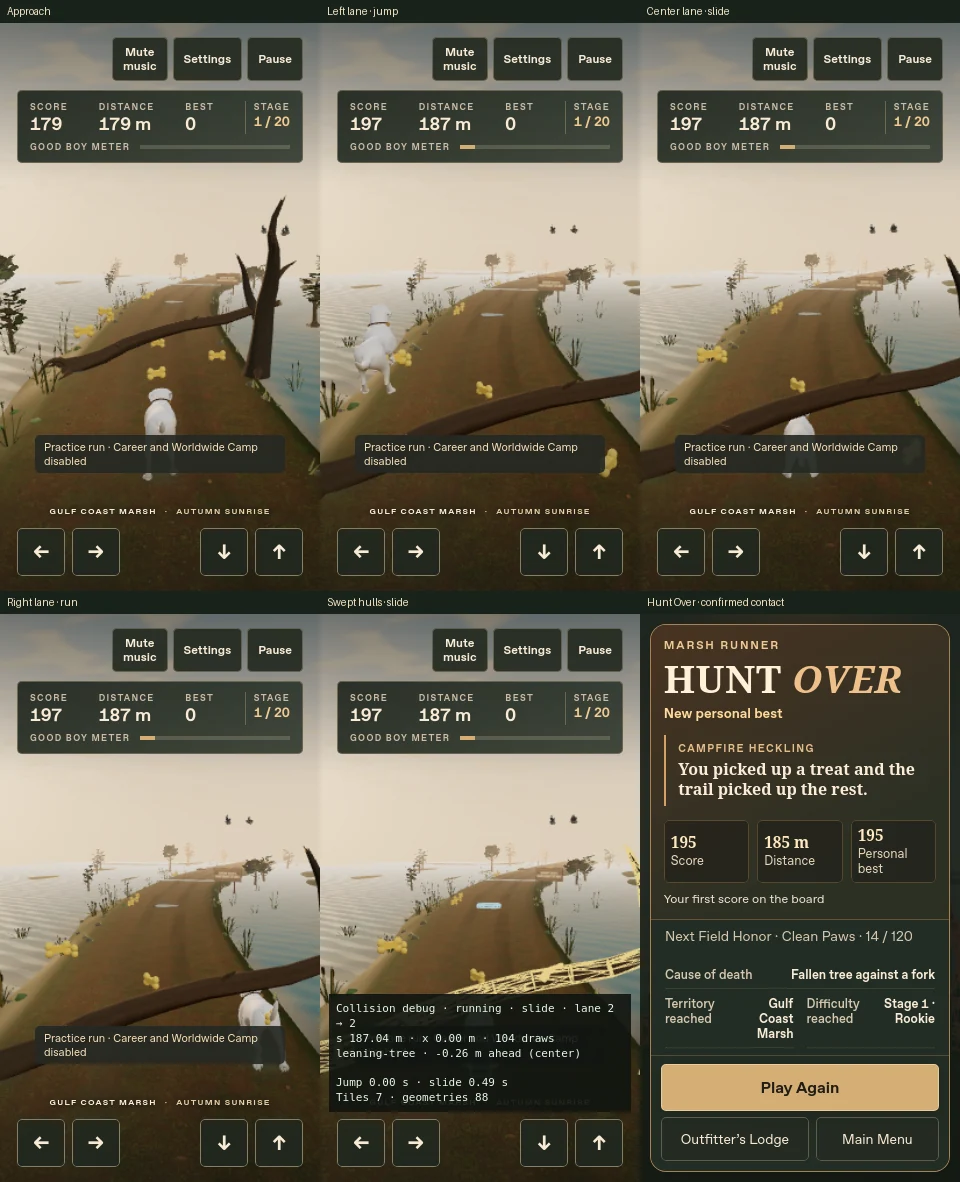 Approach
Mute
music
Settings
Pause
SCORE DISTANCE BEST STAGE
179 179 m 0 1 / 20
GOOD BOY METER
Practice run · Career and Worldwide Camp
disabled
GULF COAST MARSH · AUTUMN SUNRISE
← → ↓ ↑
Left lane · jump
Mute
music
Settings
Pause
SCORE DISTANCE BEST STAGE
197 187 m 0 1 / 20
GOOD BOY METER
Practice run · Career and Worldwide Camp
disabled
GULF COAST MARSH · AUTUMN SUNRISE
← → ↓ ↑
Center lane · slide
Mute
music
Settings
Pause
SCORE DISTANCE BEST STAGE
197 187 m 0 1 / 20
GOOD BOY METER
Practice run · Career and Worldwide Camp
disabled
GULF COAST MARSH · AUTUMN SUNRISE
← → ↓ ↑
Right lane · run
Mute
music
Settings
Pause
SCORE DISTANCE BEST STAGE
197 187 m 0 1 / 20
GOOD BOY METER
Practice run · Career and Worldwide Camp
disabled
GULF COAST MARSH · AUTUMN SUNRISE
← → ↓ ↑
Swept hulls · slide
Mute
music
Settings
Pause
SCORE DISTANCE BEST STAGE
197 187 m 0 1 / 20
GOOD BOY METER
Collision debug · running · slide · lane 2
→ 2
s 187.04 m · x 0.00 m · 104 draws
leaning-tree · -0.26 m ahead (center)
Jump 0.00 s · slide 0.49 s
Tiles 7 · geometries 88
← → ↓ ↑
Hunt Over · confirmed contact
MARSH RUNNER
HUNT OVER
New personal best
CAMPFIRE HECKLING
You picked up a treat and the
trail picked up the rest.
195
Score
185 m
Distance
195
Personal
best
Your first score on the board
Next Field Honor · Clean Paws · 14 / 120
Cause of death Fallen tree against a fork
Territory
reached
Gulf
Coast
Marsh
Difficulty
reached
Stage 1 ·
Rookie
Play Again
Outfitter’s Lodge
Main Menu